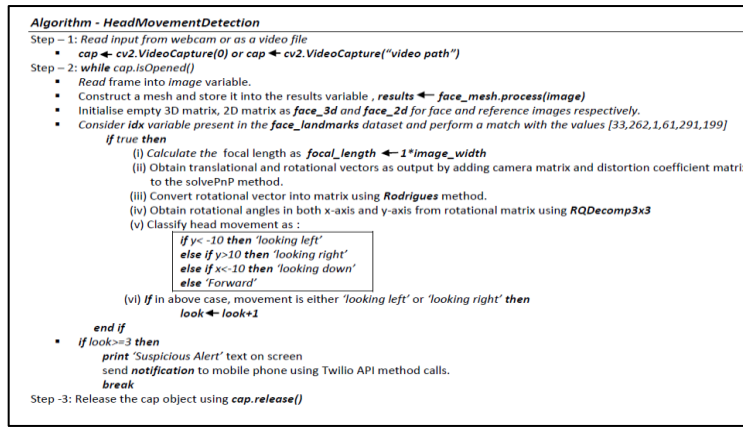 Algorithm - HeadMovementDetection
Step – 1: Read input from webcam or as a video file
▪ cap ← cv2.VideoCapture(0) or cap ← cv2.VideoCapture(“video path”)
Step – 2: while cap.isOpened()
▪ Read frame into image variable.
▪ Construct a mesh and store it into the results variable , results ← face_mesh.process(image)
▪ Initialise empty 3D matrix, 2D matrix as face_3d and face_2d for face and reference images respectively.
▪ Consider idx variable present in the face_landmarks dataset and perform a match with the values [33,262,1,61,291,199]
if true then
(i) Calculate the focal length as focal_length ← 1*image_width
(ii) Obtain translational and rotational vectors as output by adding camera matrix and distortion coefficient matrix
to the solvePnP method.
(iii) Convert rotational vector into matrix using Rodrigues method.
(iv) Obtain rotational angles in both x-axis and y-axis from rotational matrix using RQDecomp3x3
(v) Classify head movement as :
if y< -10 then ‘looking left’
else if y>10 then ‘looking right’
else if x<-10 then ‘looking down’
else ‘Forward’
(vi) If in above case, movement is either ‘looking left’ or ‘looking right’ then
look ← look+1
end if
▪ if look>=3 then
print ‘Suspicious Alert’ text on screen
send notification to mobile phone using Twilio API method calls.
break
Step -3: Release the cap object using cap.release()